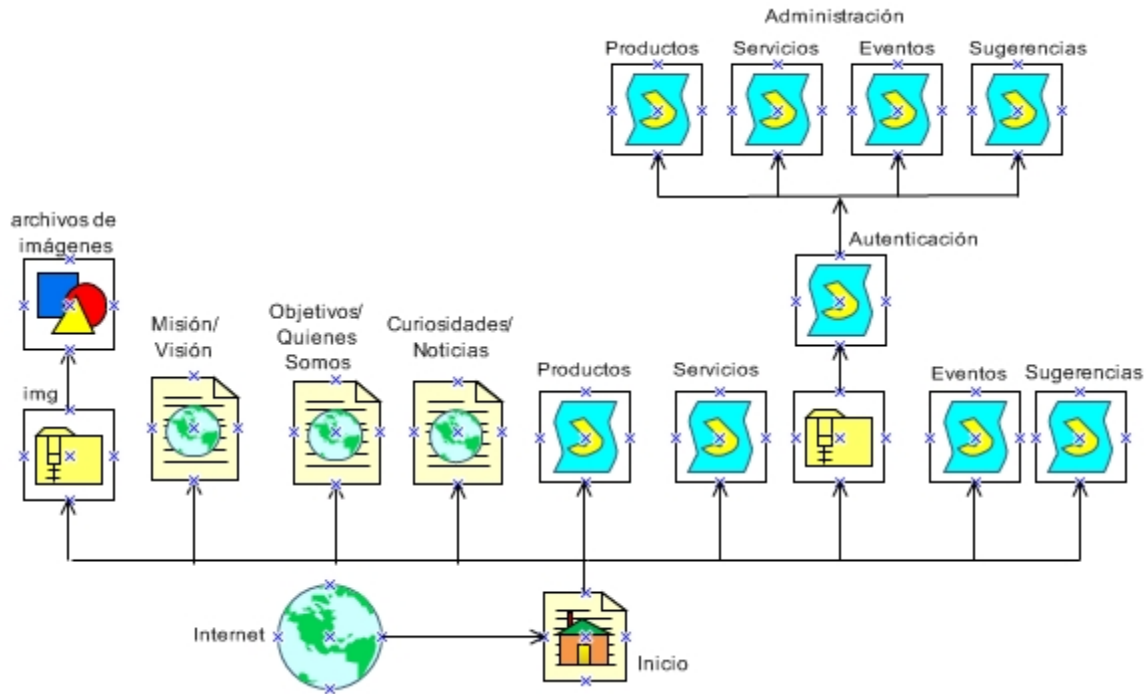 Administración
Productos
Servicios
Eventos
Sugerencias
archivos de
imágenes
Autenticación
Misión/
Visión
Objetivos/
Quienes
Somos
Curiosidades/
Noticias
Productos
Servicios
Eventos
Sugerencias
img
Internet
Inicio